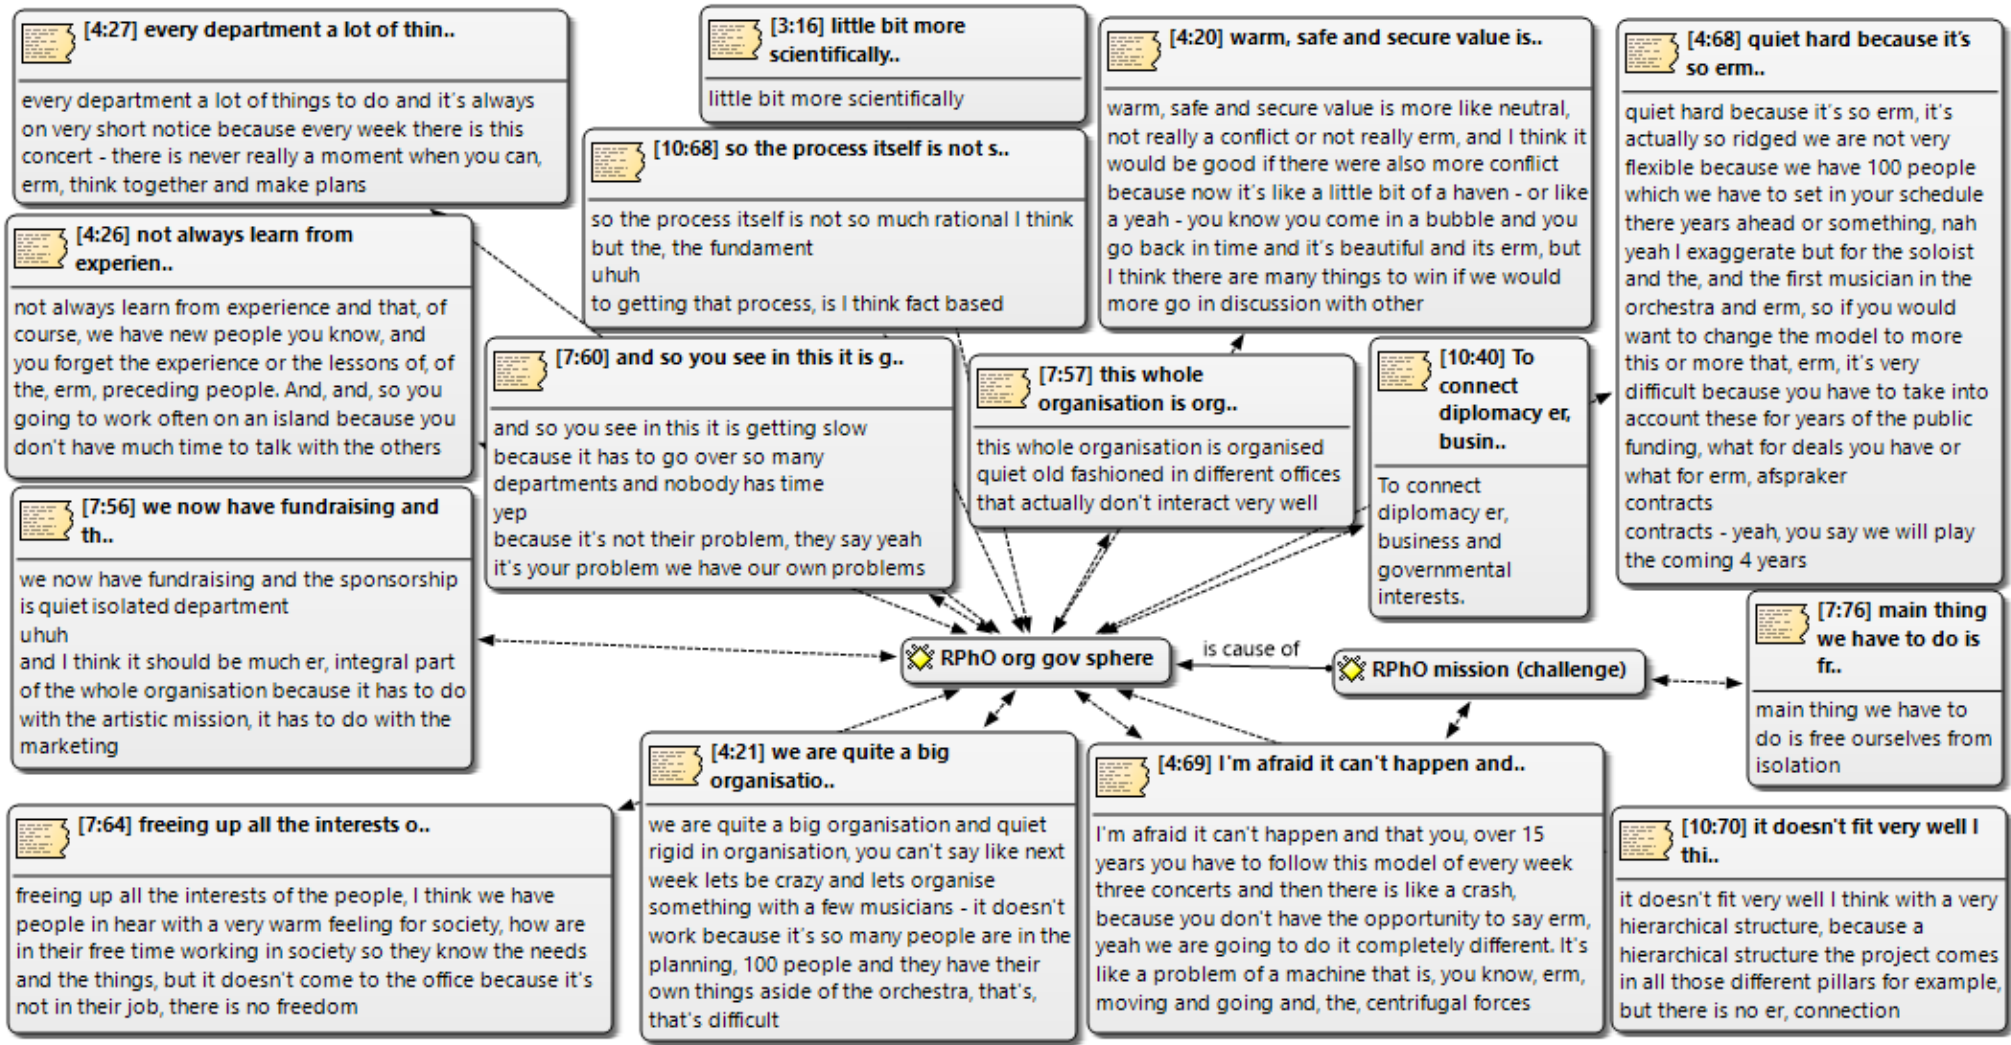 [4:27] every department a lot of thin..
every department a lot of things to do and it's always
on very short notice because every week there is this
concert - there is never really a moment when you can,
erm, think together and make plans
[3:16] little bit more
scientifically..
little bit more scientifically
[4:20] warm, safe and secure value is..
warm, safe and secure value is more like neutral,
not really a conflict or not really erm, and I think it
would be good if there were also more conflict
because now it's like a little bit of a haven - or like
a yeah - you know you come in a bubble and you
go back in time and it's beautiful and its erm, but
I think there are many things to win if we would
more go in discussion with other
[4:68] quiet hard because it's
so erm..
quiet hard because it's so erm, it's
actually so ridged we are not very
flexible because we have 100 people
which we have to set in your schedule
there years ahead or something, nah
yeah I exaggerate but for the soloist
and the, and the first musician in the
orchestra and erm, so if you would
want to change the model to more
this or more that, erm, it's very
difficult because you have to take into
account these for years of the public
funding, what for deals you have or
what for erm, afspraker
contracts
contracts - yeah, you say we will play
the coming 4 years
[10:68] so the process itself is not s..
so the process itself is not so much rational I think
but the, the fundament
uhuh
to getting that process, is I think fact based
[4:26] not always learn from
experien..
not always learn from experience and that, of
course, we have new people you know, and
you forget the experience or the lessons of, of
the, erm, preceding people. And, and, so you
going to work often on an island because you
don't have much time to talk with the others
[7:60] and so you see in this it is g..
and so you see in this it is getting slow
because it has to go over so many
departments and nobody has time
yep
because it's not their problem, they say yeah
it's your problem we have our own problems
[7:57] this whole
organisation is org..
this whole organisation is organised
quiet old fashioned in different offices
that actually don't interact very well
[10:40] To
connect
diplomacy er,
busin..
To connect
diplomacy er,
business and
governmental
interests.
[7:56] we now have fundraising and
th..
we now have fundraising and the sponsorship
is quiet isolated department
uhuh
and I think it should be much er, integral part
of the whole organisation because it has to do
with the artistic mission, it has to do with the
marketing
RPhO org gov sphere
is cause of
RPhO mission (challenge)
[7:76] main thing
we have to do is
fr..
main thing we have to
do is free ourselves from
isolation
[7:64] freeing up all the interests o..
freeing up all the interests of the people, I think we have
people in hear with a very warm feeling for society, how are
in their free time working in society so they know the needs
and the things, but it doesn't come to the office because it's
not in their job, there is no freedom
[4:21] we are quite a big
organisatio..
we are quite a big organisation and quiet
rigid in organisation, you can't say like next
week lets be crazy and lets organise
something with a few musicians - it doesn't
work because it's so many people are in the
planning, 100 people and they have their
own things aside of the orchestra, that's,
that's difficult
[4:69] I'm afraid it can't happen and..
I'm afraid it can't happen and that you, over 15
years you have to follow this model of every week
three concerts and then there is like a crash,
because you don't have the opportunity to say erm,
yeah we are going to do it completely different. It's
like a problem of a machine that is, you know, erm,
moving and going and, the, centrifugal forces
[10:70] it doesn't fit very well I
thi..
it doesn't fit very well I think with a very
hierarchical structure, because a
hierarchical structure the project comes
in all those different pillars for example,
but there is no er, connection